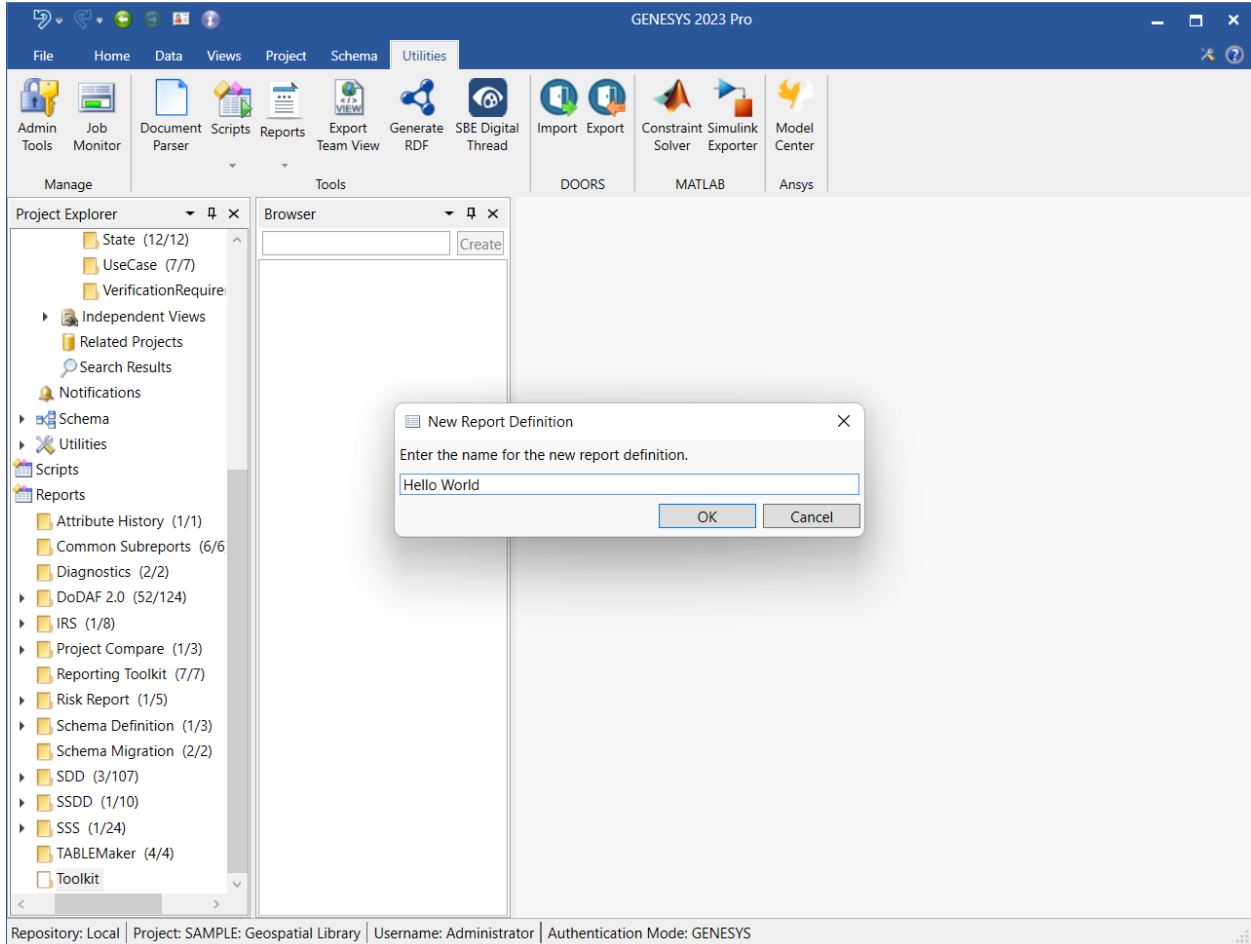 GENESYS 2023 Pro
File Home Data Views Project Schema Utilities
Admin Tools
Job Monitor
Document Parser
Scripts
Reports
VIEW
Export Team View
Generate RDF
SBE Digital Thread
Import
Export
Constraint Solver
Simulink Exporter
Model Center
Manage Tools DOORS MATLAB Ansys
Project Explorer
State (12/12)
UseCase (7/7)
VerificationRequire
Independent Views
Related Projects
Search Results
Notifications
Schema
Utilities
Scripts
Reports
Attribute History (1/1)
Common Subreports (6/6
Diagnostics (2/2)
DoDAF 2.0 (52/124)
IRS (1/8)
Project Compare (1/3)
Reporting Toolkit (7/7)
Risk Report (1/5)
Schema Definition (1/3)
Schema Migration (2/2)
SDD (3/107)
SSDD (1/10)
SSS (1/24)
TABLEMaker (4/4)
Toolkit
Browser
Create
New Report Definition
Enter the name for the new report definition.
Hello World
OK Cancel
Repository: Local Project: SAMPLE: Geospatial Library Username: Administrator Authentication Mode: GENESYS